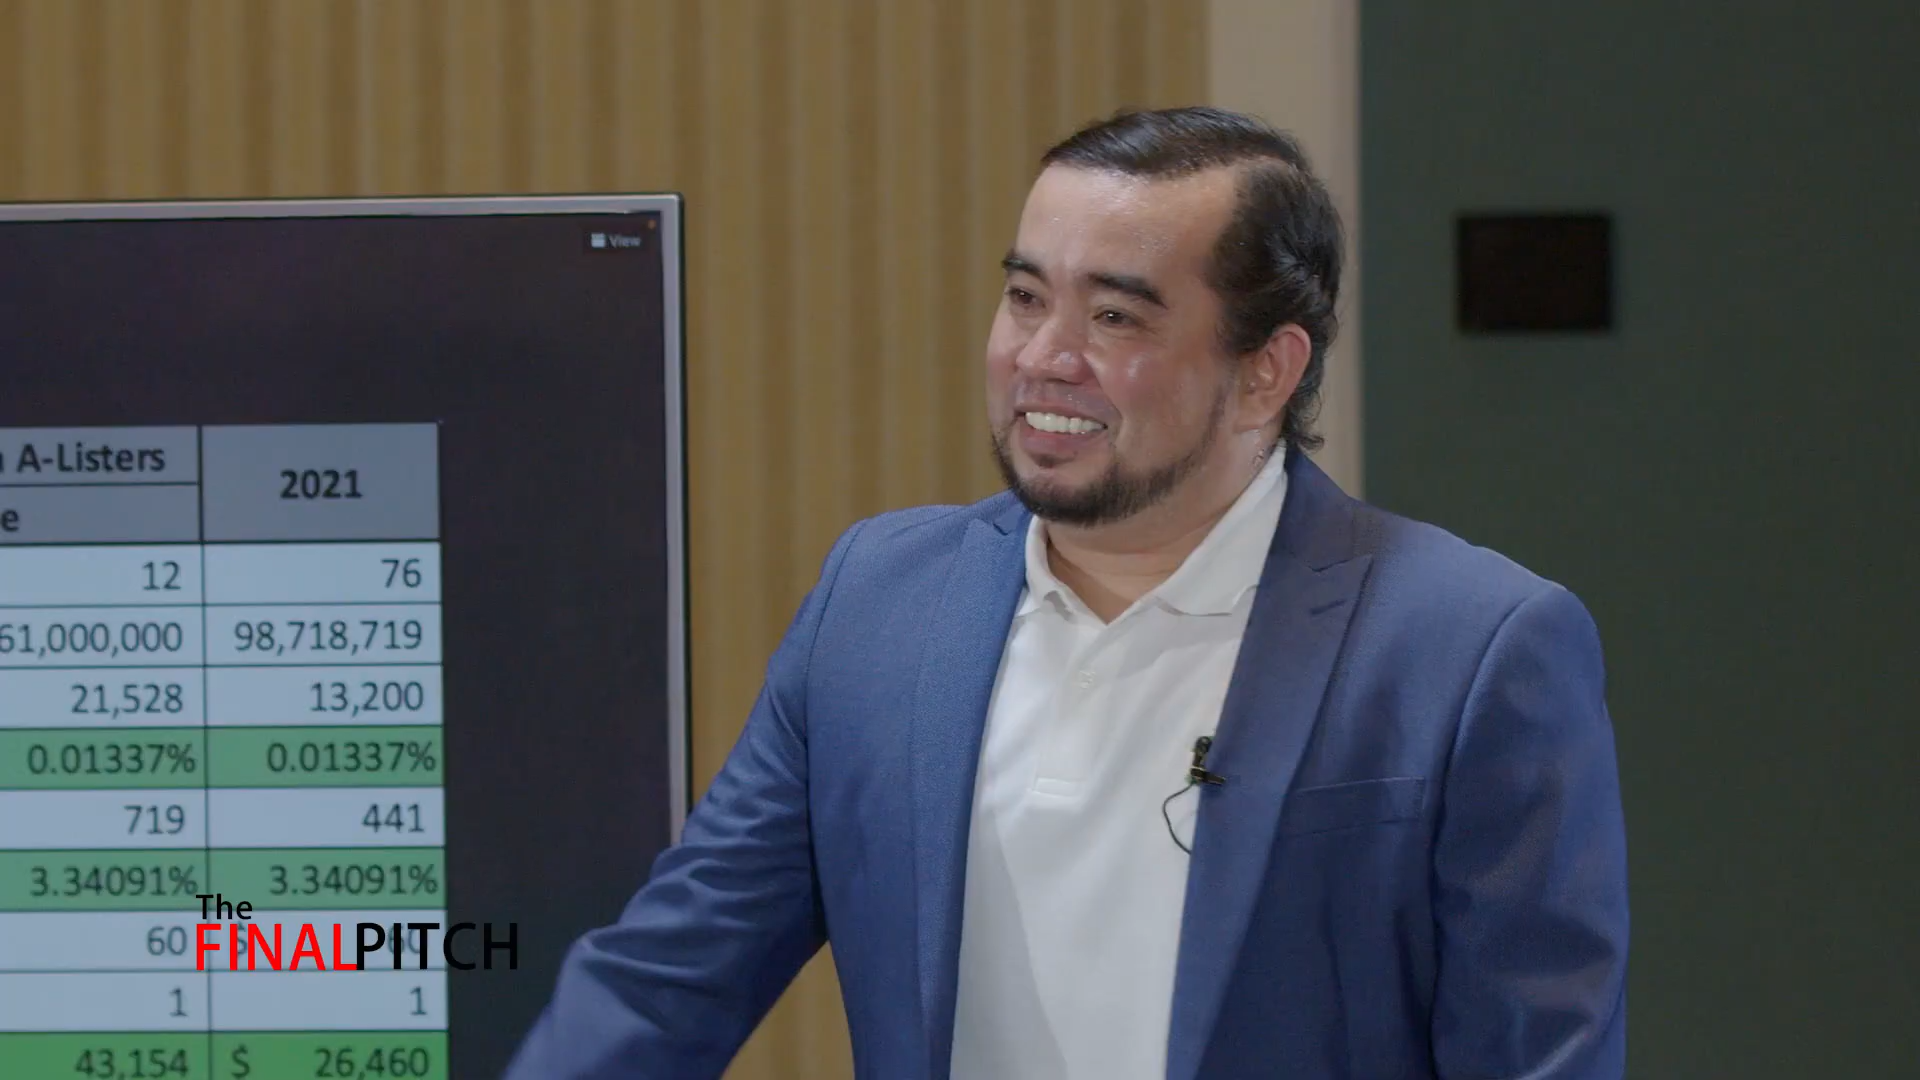 View
A-Listers
2021
e
12 76
61,000,000 98,718,719
21,528 13,200
0.01337% 0.01337%
719 441
3.34091% 3.34091%
60 $ 60
1 1
43,154 $ 26,460
The
FINALPITCH